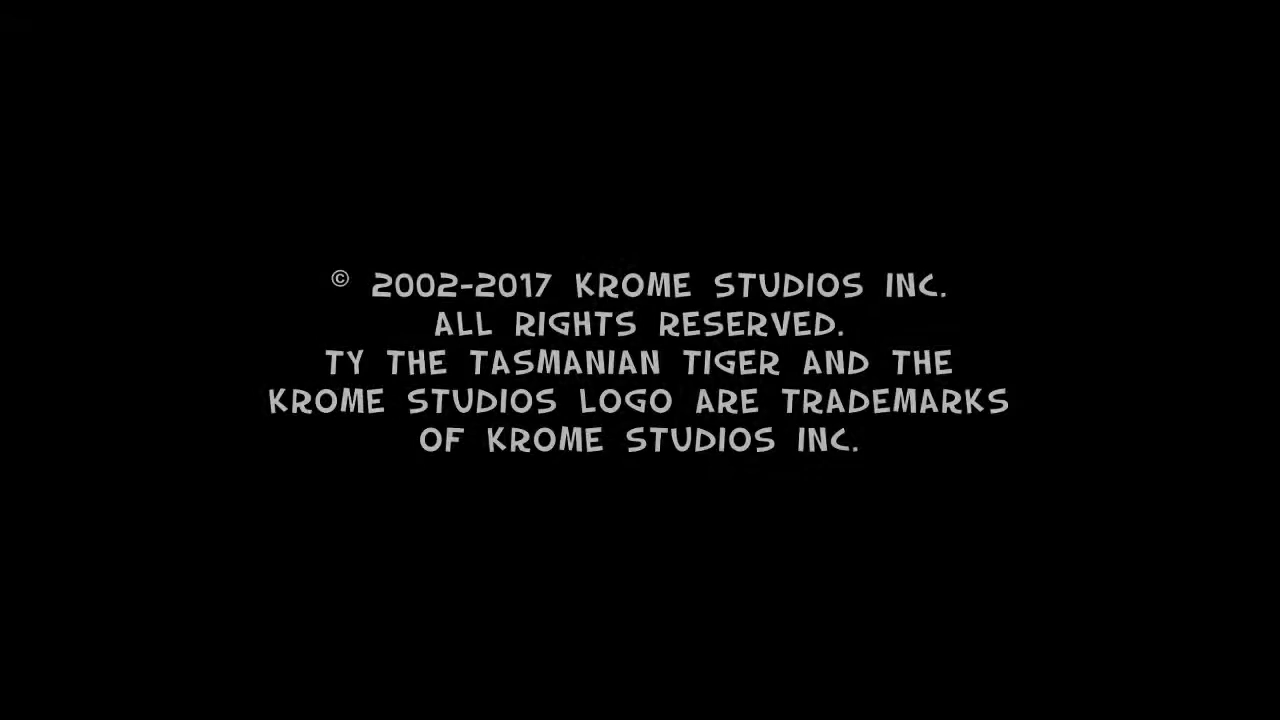 © 2002-2017 KROME STUDIOS INC.
ALL RIGHTS RESERVED.
TY THE TASMANIAN TIGER AND THE
KROME STUDIOS LOGO ARE TRADEMARKS
OF KROME STUDIOS INC.